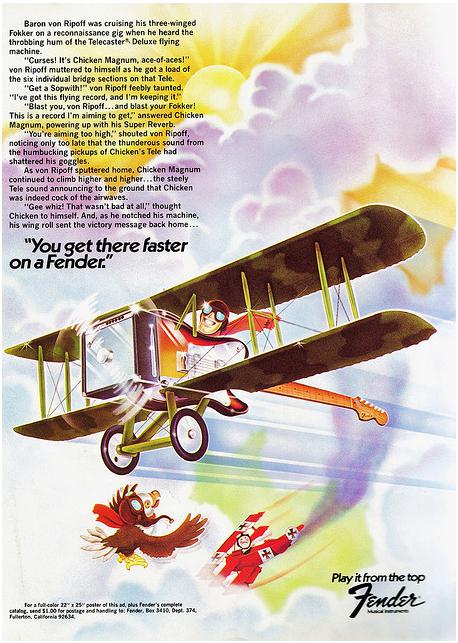 Baron von Ripoff was cruising his three-winged
Fokker on a reconnaissance gig when he heard the
throbbing hum of the Telecaster® Deluxe flying
machine.
"Curses! It's Chicken Magnum, ace-of-aces!"
von Ripoff muttered to himself as he got a load of
the six individual bridge sections on that Tele.
"Get a Sopwith!" von Ripoff feebly taunted.
"I've got this flying record, and I'm keeping it."
"Blast you, von Ripoff...and blast your Fokker!
This is a record I'm aiming to get," answered Chicken
Magnum, powering up with his Super Reverb.
"You're aiming too high," shouted von Ripoff,
noticing only too late that the thunderous sound from
the humbucking pickups of Chicken's Tele had
shattered his goggles.
As von Ripoff sputtered home, Chicken Magnum
continued to climb higher and higher...the steely
Tele sound announcing to the ground that Chicken
was indeed cock of the airwaves.
"Gee whiz! That wasn't bad at all," thought
Chicken to himself. And, as he notched his machine,
his wing roll sent the victory message back home...
"You get there faster
on a Fender."
Fender
For a full-color 22" x 25" poster of this ad, plus Fender's complete
catalog, send $1.00 for postage and handling to: Fender, Box 3410, Dept. 374,
Fullerton, California 92634.
Play it from the top
Fender®
Musical Instruments